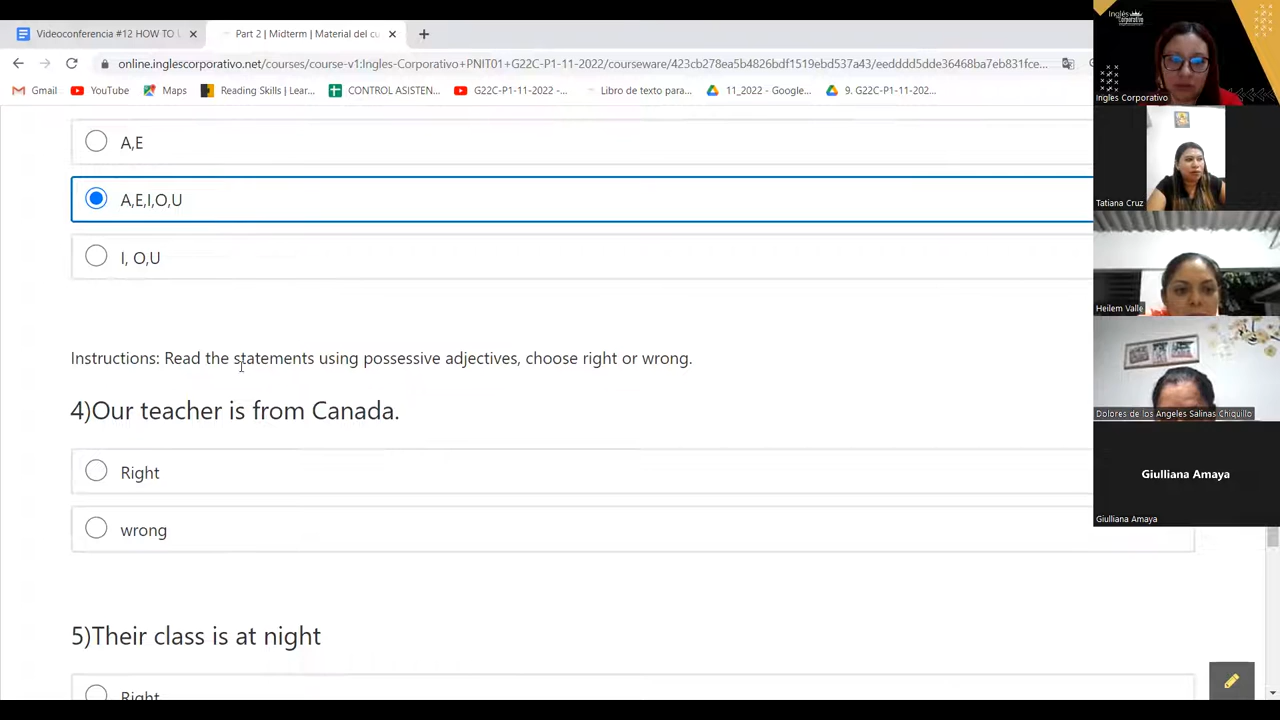 Videoconferencia #12 HOW TO
Part 2 | Midterm | Material del cu
online.inglescorporativo.net/courses/course-v1:Ingles-Corporativo+PNIT01+G22C-P1-11-2022/courseware/423cb278ea5b4826bdf1519ebd537a43/eedddd5dde36468ba7eb831fce...
Gmail
YouTube
Maps
Reading Skills | Lear...
CONTROL ASISTEN...
G22C-P1-11-2022 -...
Libro de texto para...
11_2022 - Google...
9. G22C-P1-11-202...
A,E
A,E,I,O,U
I, O,U
Instructions: Read the statements using possessive adjectives, choose right or wrong.
4)Our teacher is from Canada.
Right
wrong
5)Their class is at night
Right
Inglés
Corporativo
Ingles Corporativo
Tatiana Cruz
Heilem Valle
Dolores de los Angeles Salinas Chiquillo
Giulliana Amaya
Giulliana Amaya